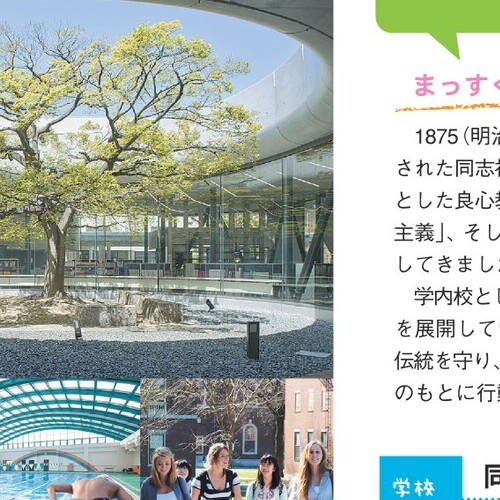 まっすぐ
1875（明治
された同志社
とした良心教
主義」、そし
してきまし
学内校とし
を展開して
伝統を守り、
のもとに行動
学校
同